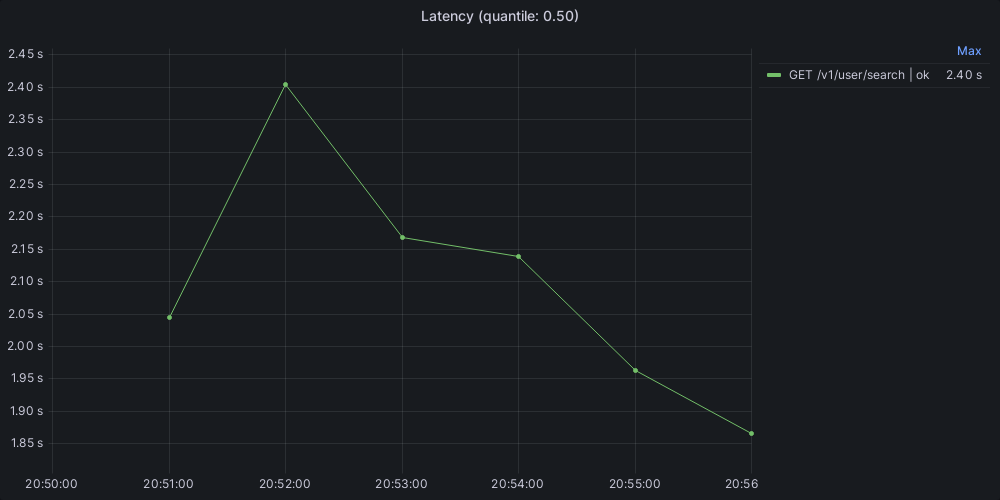 Latency (quantile: 0.50)
Max
GET /v1/user/search | ok 2.40 s
2.45 s
2.40 s
2.35 s
2.30 s
2.25 s
2.20 s
2.15 s
2.10 s
2.05 s
2.00 s
1.95 s
1.90 s
1.85 s
20:50:00 20:51:00 20:52:00 20:53:00 20:54:00 20:55:00 20:56